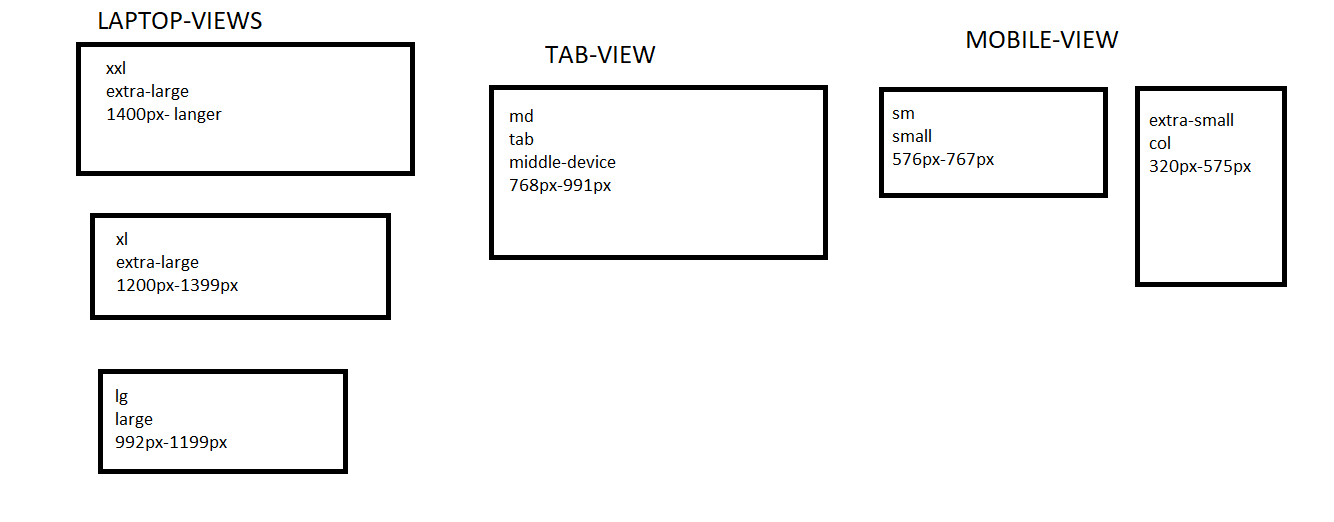 LAPTOP-VIEWS
xxl
extra-large
1400px- langer
xl
extra-large
1200px-1399px
lg
large
992px-1199px
TAB-VIEW
md
tab
middle-device
768px-991px
MOBILE-VIEW
sm
small
576px-767px
extra-small
col
320px-575px